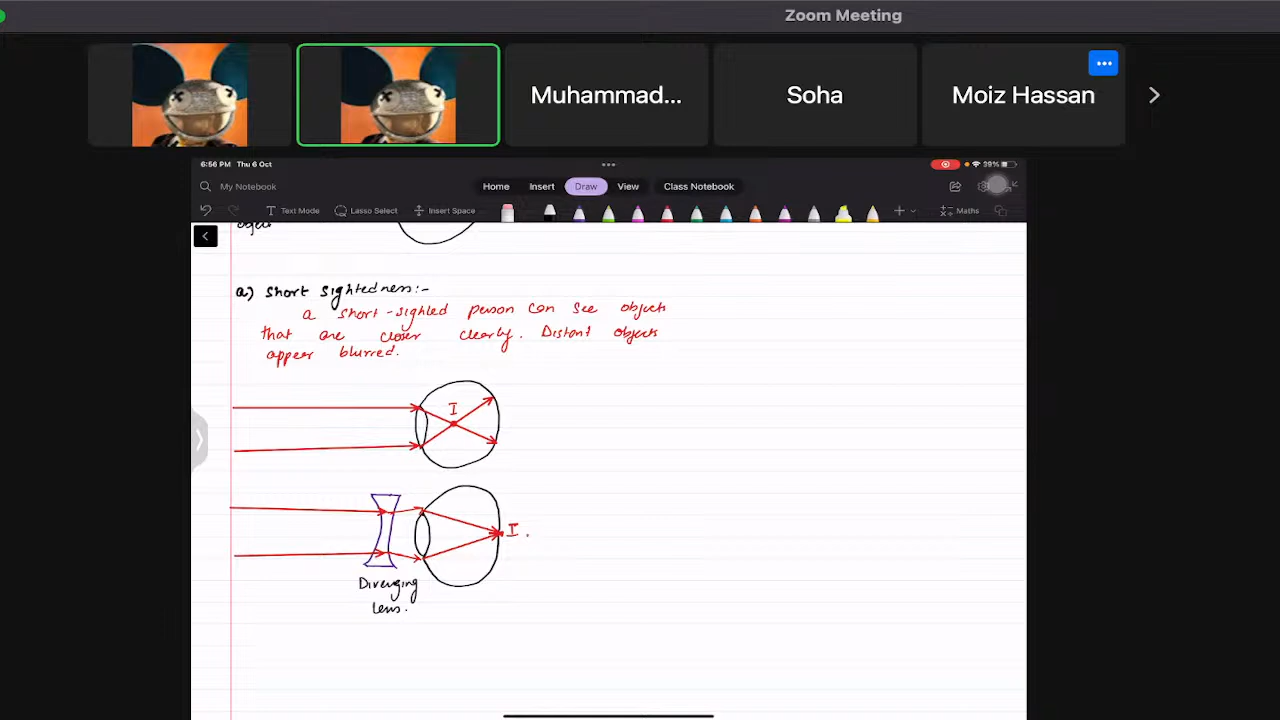 Zoom Meeting
Muhammad...
Soha
Moiz Hassan
6:56 PM Thu 6 Oct
39%
My Notebook
Home
Insert
Draw
View
Class Notebook
Text Mode
Lasso Select
Insert Space
Maths
object
a) Short Sightedness:-
a short-sighted person can see objects
that are closer clearly. Distant objects
appear blurred.
I
I.
Diverging
lens.